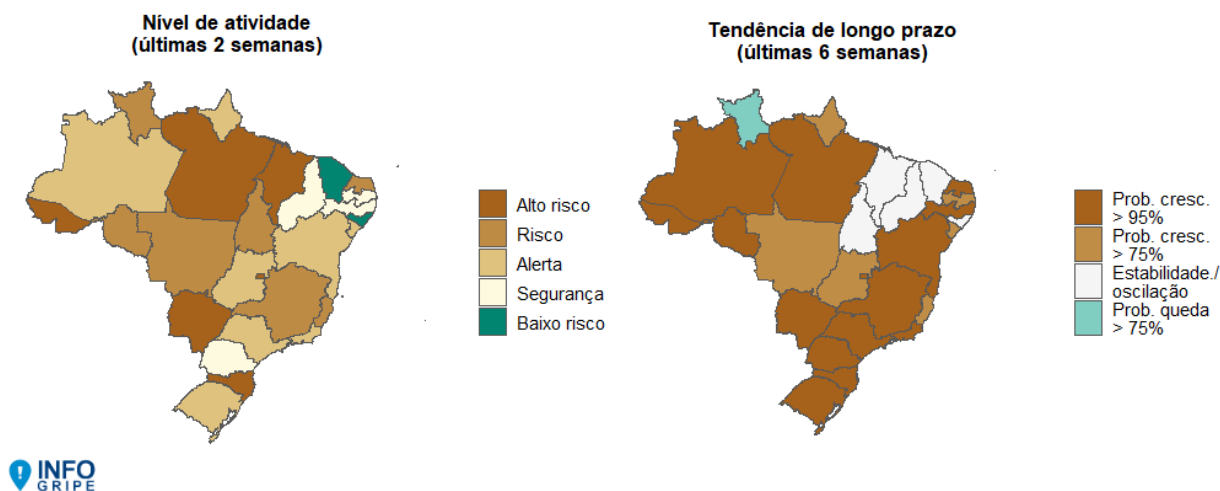 Nível de atividade
(últimas 2 semanas)
Alto risco
Risco
Alerta
Segurança
Baixo risco
Tendência de longo prazo
(últimas 6 semanas)
Prob. cresc.
> 95%
Prob. cresc.
> 75%
Estabilidade./
oscilação
Prob. queda
> 75%
INFO
GRIPE